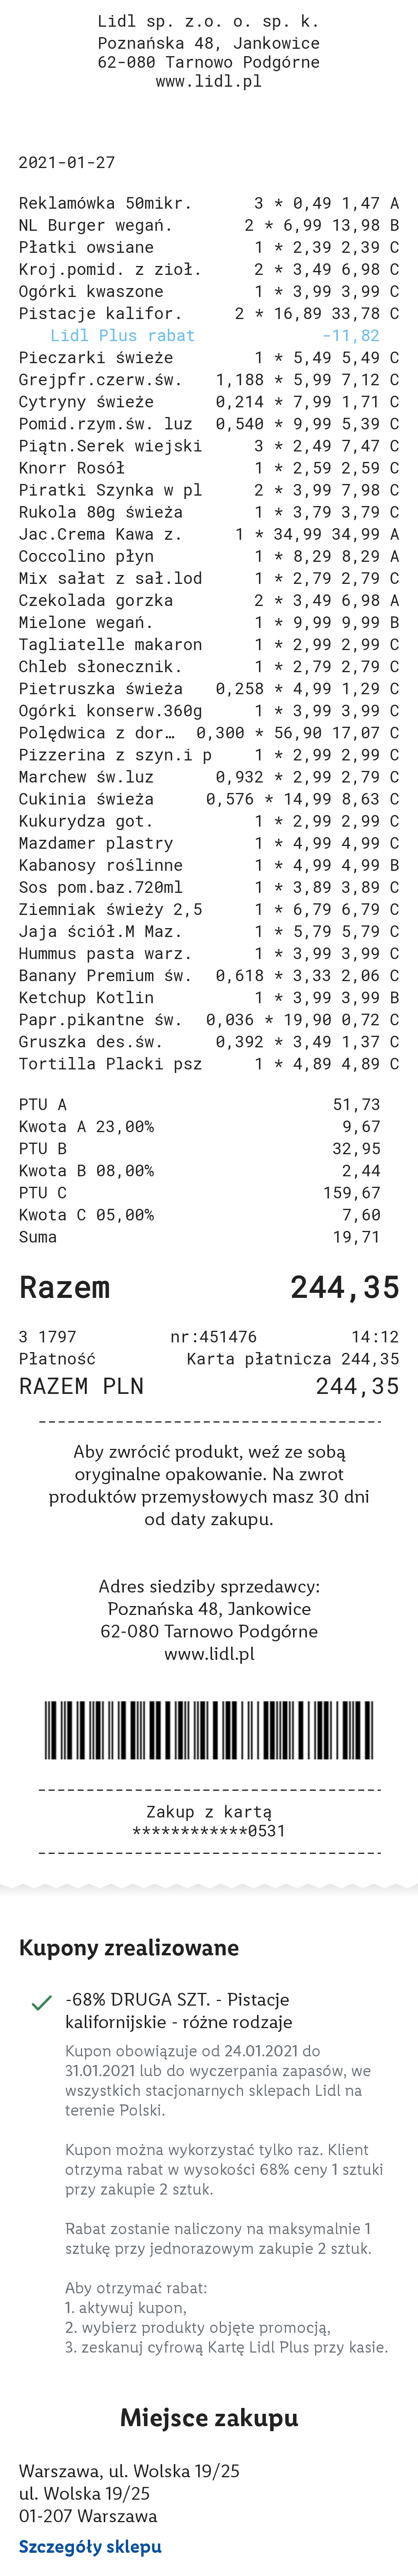 Lidl sp. z.o. o. sp. k.
Poznańska 48, Jankowice
62-080 Tarnowo Podgórne
www.lidl.pl
2021-01-27
Reklamówka 50mikr. 3 * 0,49 1,47 A
NL Burger wegań. 2 * 6,99 13,98 B
Płatki owsiane 1 * 2,39 2,39 C
Kroj.pomid. z zioł. 2 * 3,49 6,98 C
Ogórki kwaszone 1 * 3,99 3,99 C
Pistacje kalifor. 2 * 16,89 33,78 C
Lidl Plus rabat -11,82
Pieczarki świeże 1 * 5,49 5,49 C
Grejpfr.czerw.św. 1,188 * 5,99 7,12 C
Cytryny świeże 0,214 * 7,99 1,71 C
Pomid.rzym.św. luz 0,540 * 9,99 5,39 C
Piątn.Serek wiejski 3 * 2,49 7,47 C
Knorr Rosół 1 * 2,59 2,59 C
Piratki Szynka w pl 2 * 3,99 7,98 C
Rukola 80g świeża 1 * 3,79 3,79 C
Jac.Crema Kawa z. 1 * 34,99 34,99 A
Coccolino płyn 1 * 8,29 8,29 A
Mix sałat z sał.lod 1 * 2,79 2,79 C
Czekolada gorzka 2 * 3,49 6,98 A
Mielone wegań. 1 * 9,99 9,99 B
Tagliatelle makaron 1 * 2,99 2,99 C
Chleb słonecznik. 1 * 2,79 2,79 C
Pietruszka świeża 0,258 * 4,99 1,29 C
Ogórki konserw.360g 1 * 3,99 3,99 C
Polędwica z dor… 0,300 * 56,90 17,07 C
Pizzerina z szyn.i p 1 * 2,99 2,99 C
Marchew św.luz 0,932 * 2,99 2,79 C
Cukinia świeża 0,576 * 14,99 8,63 C
Kukurydza got. 1 * 2,99 2,99 C
Mazdamer plastry 1 * 4,99 4,99 C
Kabanosy roślinne 1 * 4,99 4,99 B
Sos pom.baz.720ml 1 * 3,89 3,89 C
Ziemniak świeży 2,5 1 * 6,79 6,79 C
Jaja ściół.M Maz. 1 * 5,79 5,79 C
Hummus pasta warz. 1 * 3,99 3,99 C
Banany Premium św. 0,618 * 3,33 2,06 C
Ketchup Kotlin 1 * 3,99 3,99 B
Papr.pikantne św. 0,036 * 19,90 0,72 C
Gruszka des.św. 0,392 * 3,49 1,37 C
Tortilla Placki psz 1 * 4,89 4,89 C
PTU A 51,73
Kwota A 23,00% 9,67
PTU B 32,95
Kwota B 08,00% 2,44
PTU C 159,67
Kwota C 05,00% 7,60
Suma 19,71
Razem 244,35
3 1797 nr:451476 14:12
Płatność Karta płatnicza 244,35
RAZEM PLN 244,35
Aby zwrócić produkt, weź ze sobą
oryginalne opakowanie. Na zwrot
produktów przemysłowych masz 30 dni
od daty zakupu.
Adres siedziby sprzedawcy:
Poznańska 48, Jankowice
62-080 Tarnowo Podgórne
www.lidl.pl
Zakup z kartą
************0531
Kupony zrealizowane
-68% DRUGA SZT. - Pistacje
kalifornijskie - różne rodzaje
Kupon obowiązuje od 24.01.2021 do
31.01.2021 lub do wyczerpania zapasów, we
wszystkich stacjonarnych sklepach Lidl na
terenie Polski.
Kupon można wykorzystać tylko raz. Klient
otrzyma rabat w wysokości 68% ceny 1 sztuki
przy zakupie 2 sztuk.
Rabat zostanie naliczony na maksymalnie 1
sztukę przy jednorazowym zakupie 2 sztuk.
Aby otrzymać rabat:
1. aktywuj kupon,
2. wybierz produkty objęte promocją,
3. zeskanuj cyfrową Kartę Lidl Plus przy kasie.
Miejsce zakupu
Warszawa, ul. Wolska 19/25
ul. Wolska 19/25
01-207 Warszawa
Szczegóły sklepu